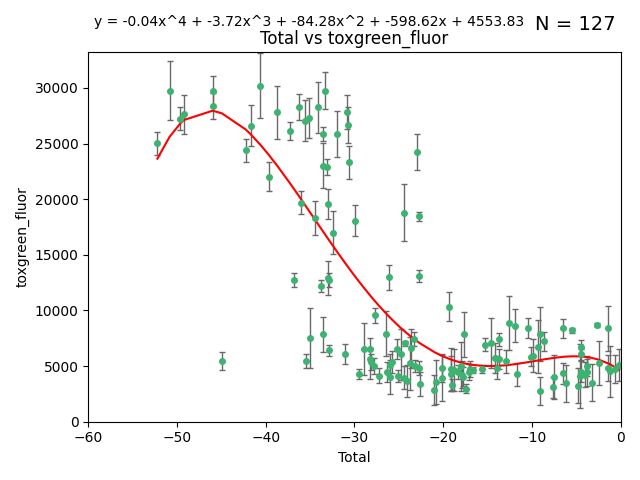 y = -0.04x^4 + -3.72x^3 + -84.28x^2 + -598.62x + 4553.83 N = 127
Total vs toxgreen_fluor
30000
25000
20000
15000
10000
5000
0
toxgreen_fluor
−60 −50 −40 −30 −20 −10 0
Total